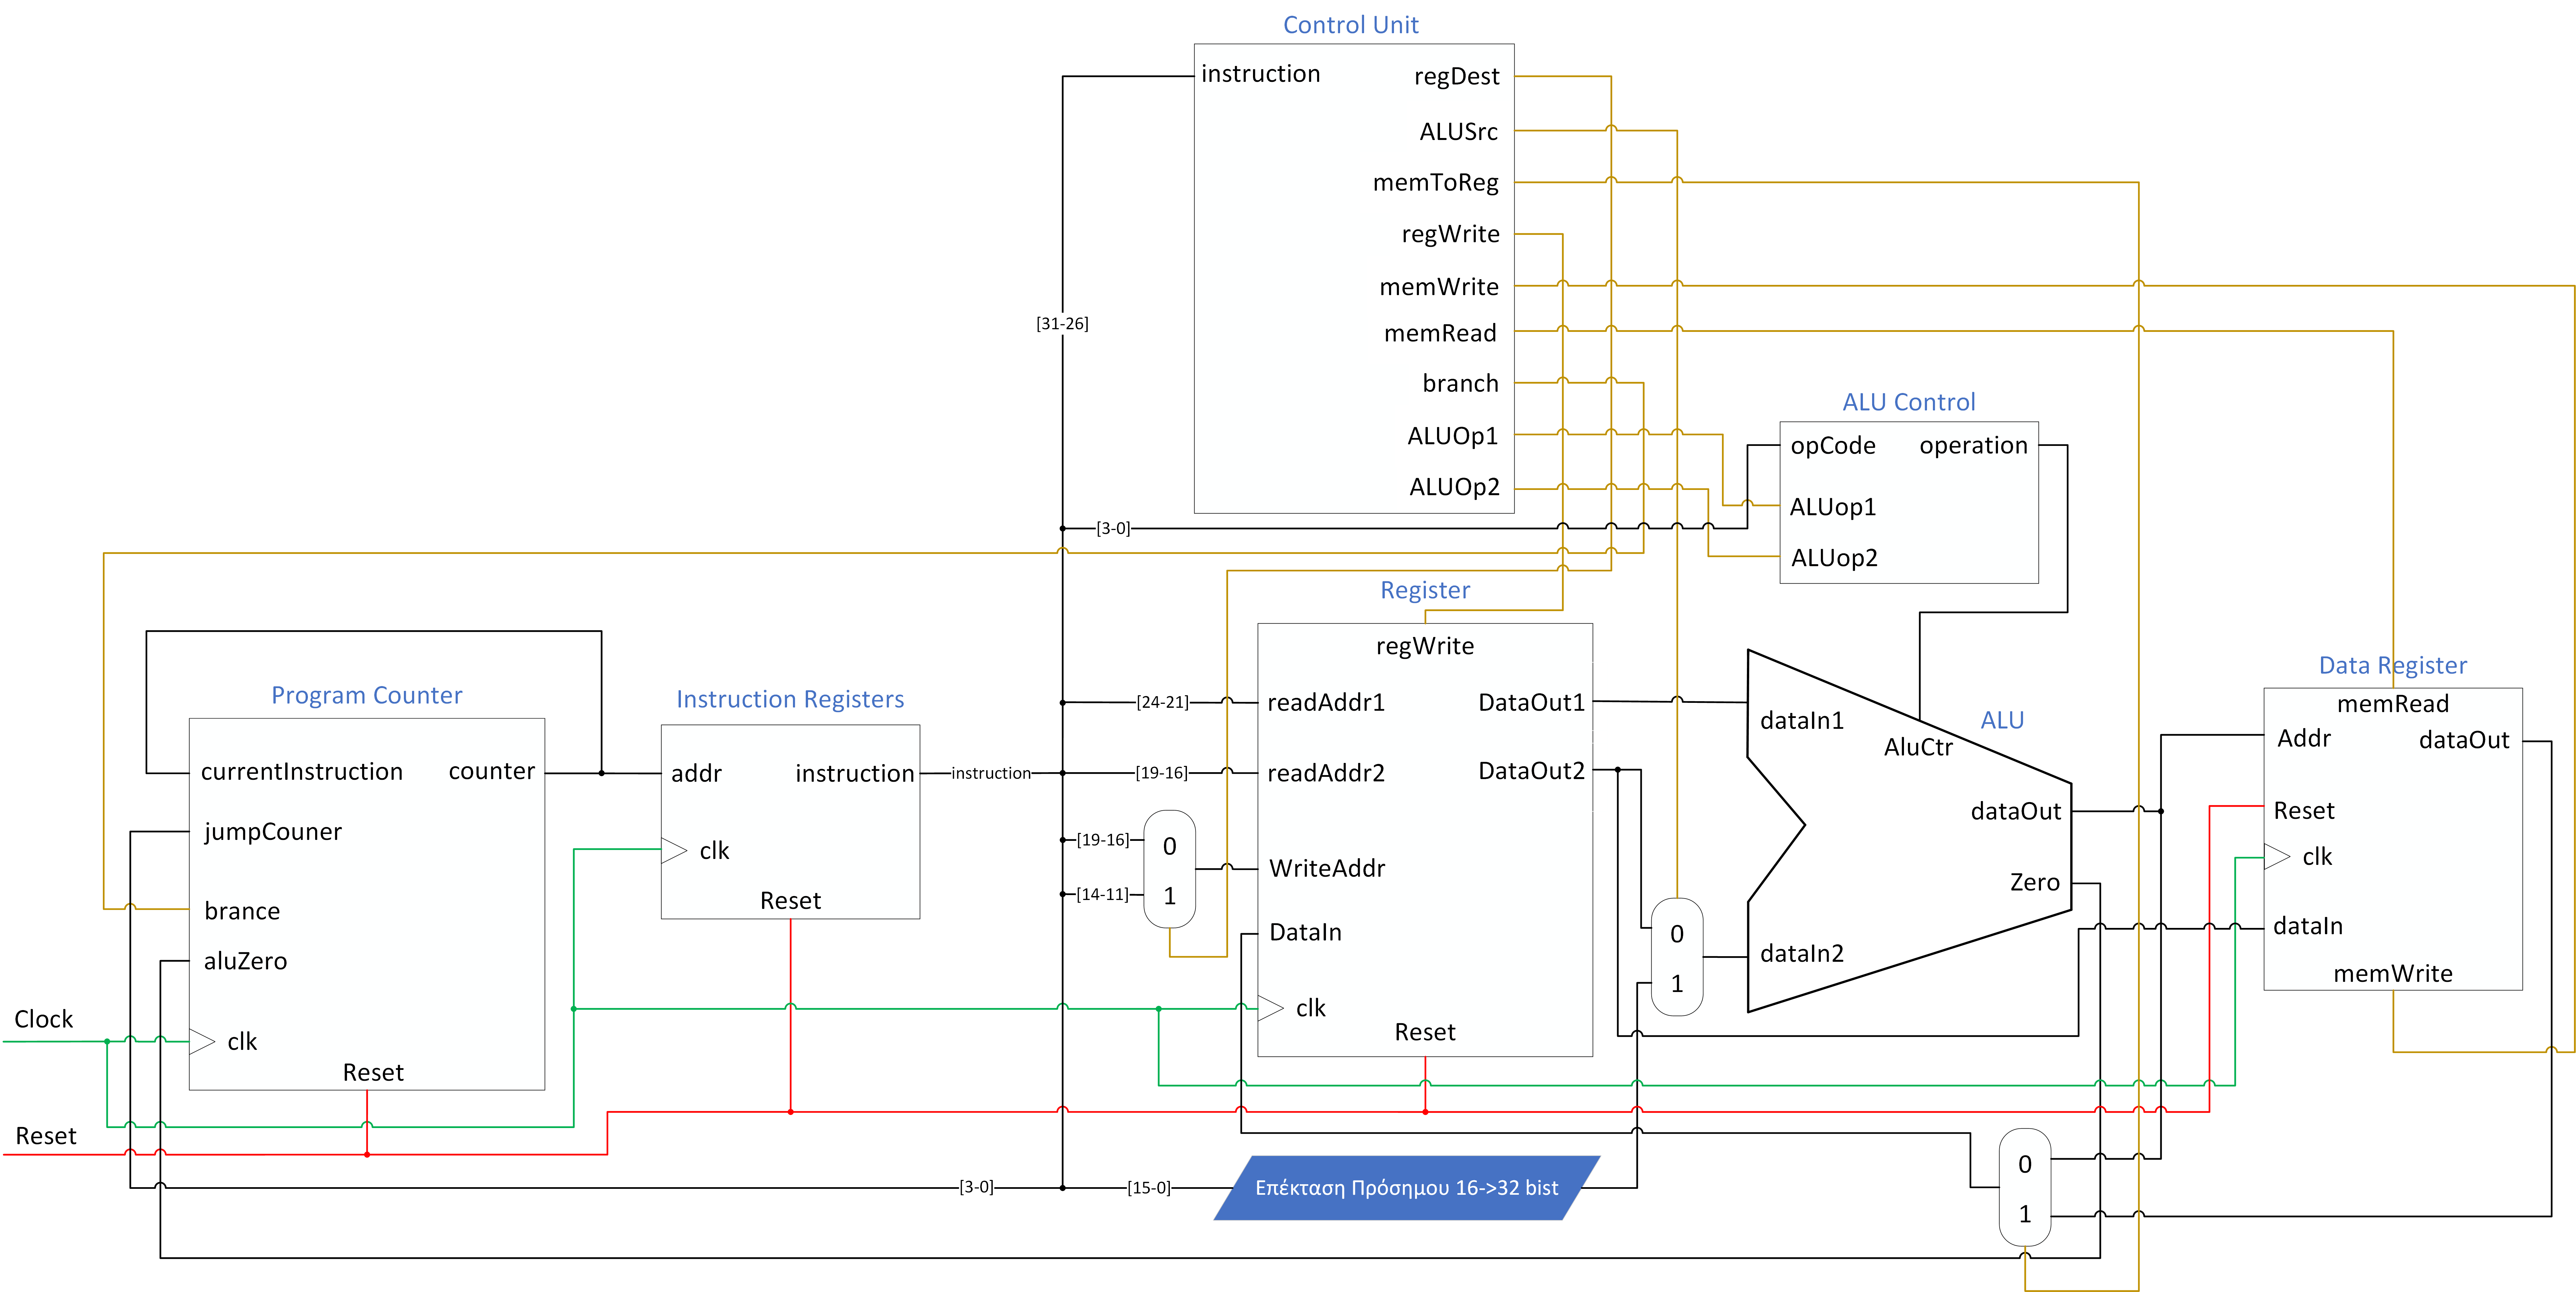 Control Unit
instruction
regDest
ALUSrc
memToReg
regWrite
memWrite
memRead
branch
ALUOp1
ALUOp2
[31-26]
[3-0]
ALU Control
opCode
operation
ALUop1
ALUop2
Program Counter
currentInstruction
counter
jumpCouner
brance
aluZero
clk
Reset
Clock
Reset
Instruction Registers
addr
instruction
clk
Reset
instruction
[24-21]
[19-16]
[19-16]
[14-11]
0
1
Register
regWrite
readAddr1
DataOut1
readAddr2
DataOut2
WriteAddr
DataIn
clk
Reset
0
1
ALU
dataIn1
AluCtr
dataOut
Zero
dataIn2
Data Register
memRead
Addr
dataOut
Reset
clk
dataIn
memWrite
[3-0]
[15-0]
Επέκταση Πρόσημου 16->32 bist
0
1